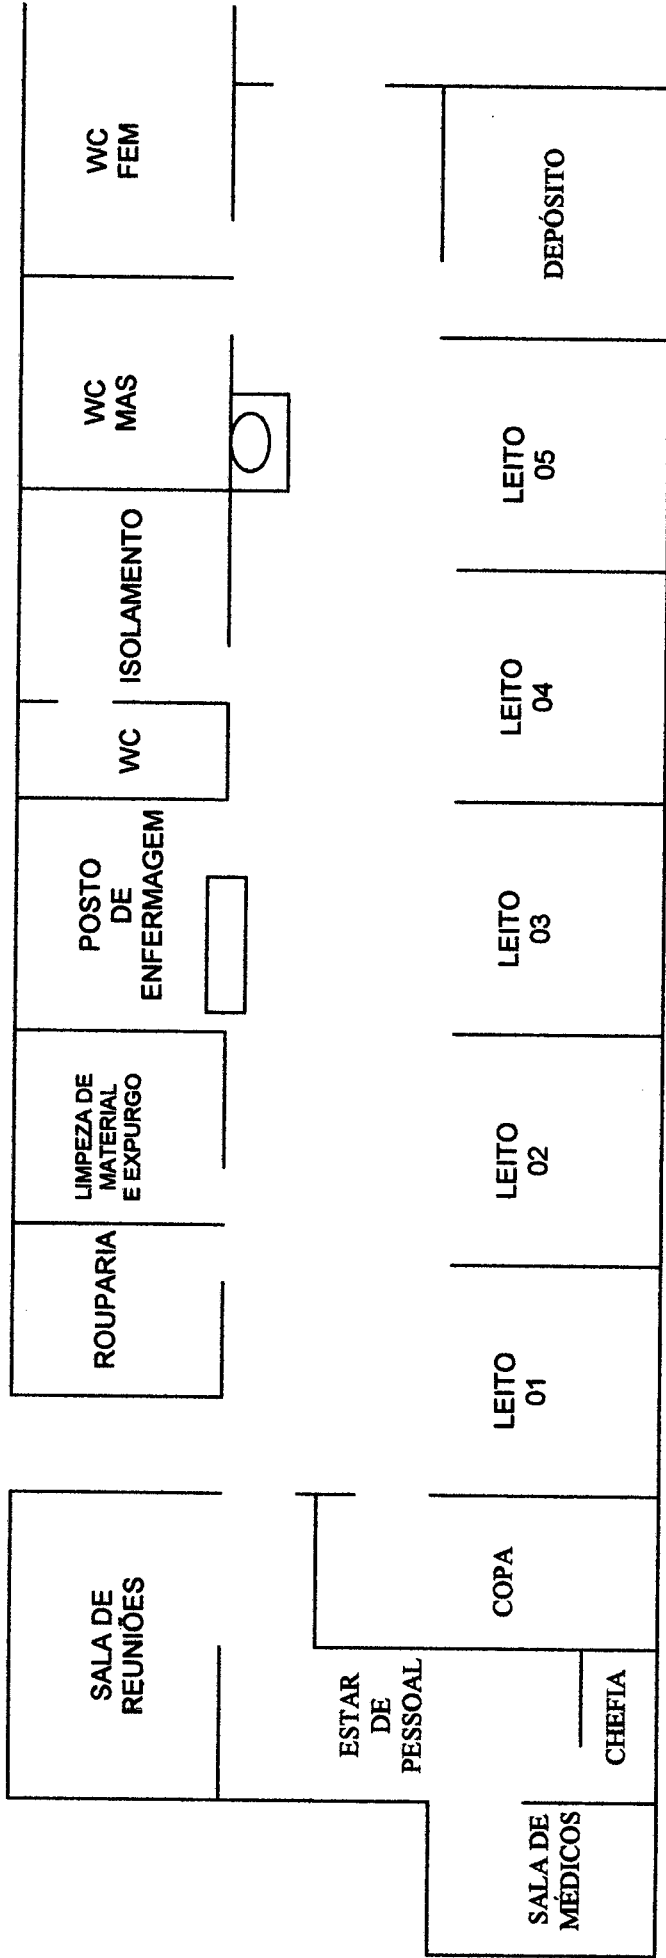 SALA DE
REUNIÕES
ROUPARIA
LIMPEZA DE
MATERIAL
E EXPURGO
POSTO
DE
ENFERMAGEM
WC
ISOLAMENTO
WC
MAS
WC
FEM
ESTAR
DE
PESSOAL
SALA DE
MÉDICOS
CHEFIA
COPA
LEITO
01
LEITO
02
LEITO
03
LEITO
04
LEITO
05
DEPÓSITO